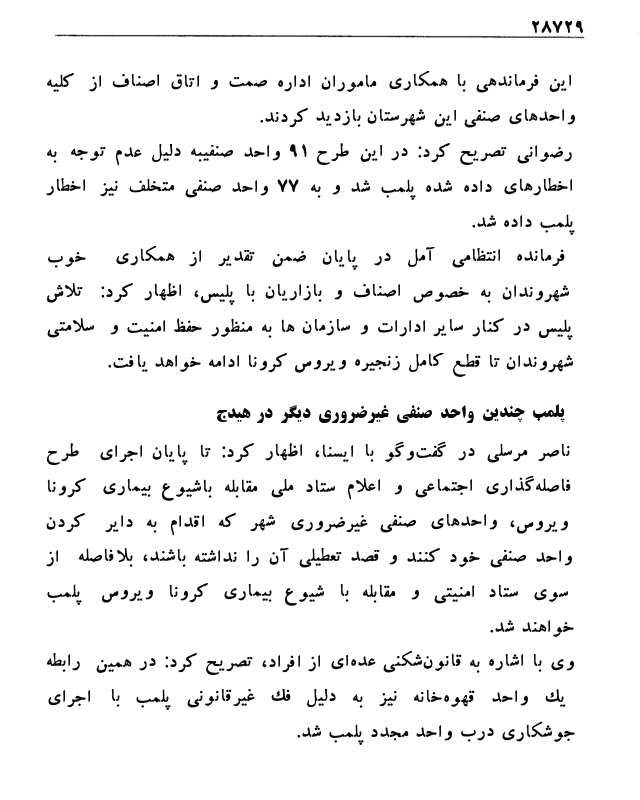 ۲۸۷۲۹
این فرماندهی با همکاری ماموران اداره صمت و اتاق اصناف از کلیه
واحدهای صنفی این شهرستان بازدید کردند.
رضوانی تصریح کرد: در این طرح ۹۱ واحد صنفیبه دلیل عدم توجه به
اخطارهای داده شده پلمب شد و به ۷۷ واحد صنفی متخلف نیز اخطار
پلمب داده شد.
فرمانده انتظامی آمل در پایان ضمن تقدیر از همکاری خوب
شهروندان به خصوص اصناف و بازاریان با پلیس، اظهار کرد: تلاش
پلیس در کنار سایر ادارات و سازمان ها به منظور حفظ امنیت و سلامتی
شهروندان تا قطع کامل زنجیره ویروس کرونا ادامه خواهد یافت.
پلمب چندین واحد صنفی غیرضروری دیگر در هیدج
ناصر مرسلی در گفت‌وگو با ایسنا، اظهار کرد: تا پایان اجرای طرح
فاصله‌گذاری اجتماعی و اعلام ستاد ملی مقابله باشیوع بیماری کرونا
ویروس، واحدهای صنفی غیرضروری شهر که اقدام به دایر کردن
واحد صنفی خود کنند و قصد تعطیلی آن را نداشته باشند، بلافاصله از
سوی ستاد امنیتی و مقابله با شیوع بیماری کرونا ویروس پلمب
خواهند شد.
وی با اشاره به قانون‌شکنی عده‌ای از افراد، تصریح کرد: در همین رابطه
یك واحد قهوه‌خانه نیز به دلیل فك غیرقانونی پلمب با اجرای
جوشکاری درب واحد مجدد پلمب شد.